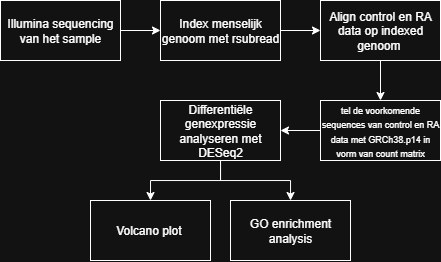 Illumina sequencing
van het sample
Index menselijk
genoom met rsubread
Align control en RA
data op indexed
genoom
tel de voorkomende
sequences van control en RA
data met GRCh38.p14 in
vorm van count matrix
Differentiële
genexpressie
analyseren met
DESeq2
Volcano plot
GO enrichment
analysis